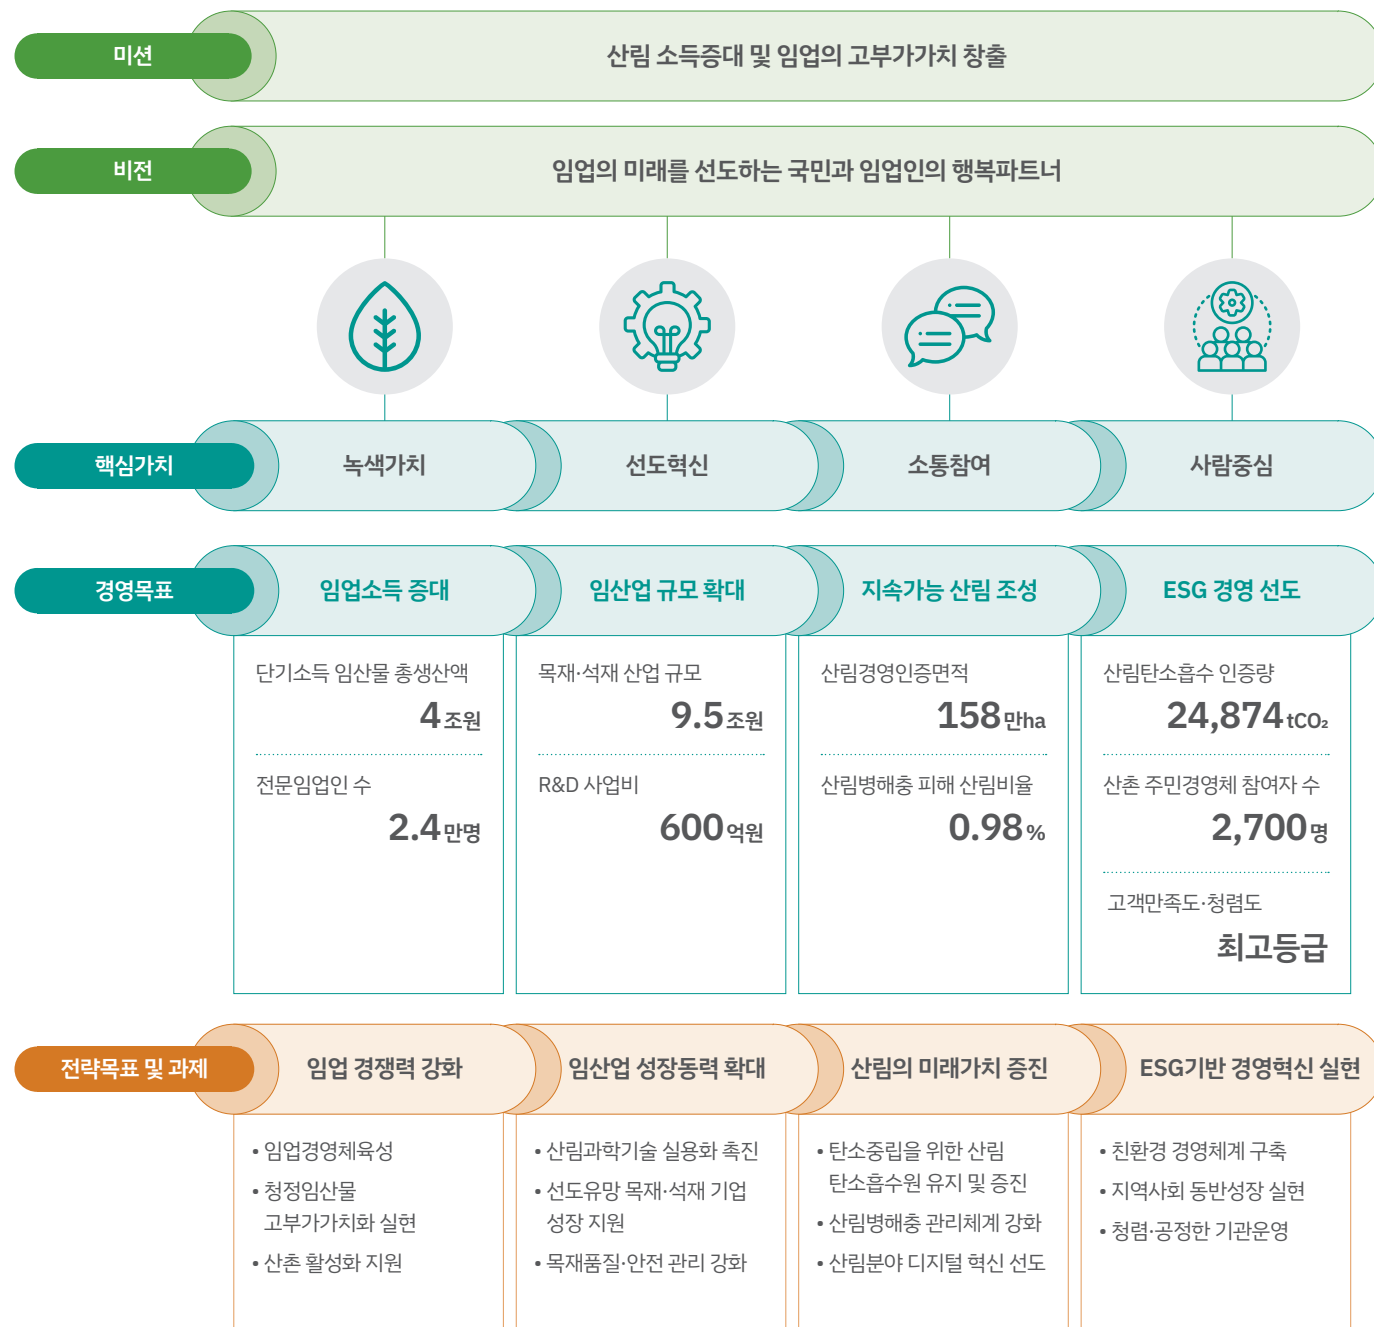 미션
산림 소득증대 및 임업의 고부가가치 창출
비전
임업의 미래를 선도하는 국민과 임업인의 행복파트너
핵심가치
녹색가치
선도혁신
소통참여
사람중심
경영목표
임업소득 증대
임산업 규모 확대
지속가능 산림 조성
ESG 경영 선도
단기소득 임산물 총생산액
4조원
전문임업인 수
2.4만명
목재·석재 산업 규모
9.5조원
R&D 사업비
600억원
산림경영인증면적
158만ha
산림병해충 피해 산림비율
0.98%
산림탄소흡수 인증량
24,874tCO₂
산촌 주민경영체 참여자 수
2,700명
고객만족도·청렴도
최고등급
전략목표 및 과제
임업 경쟁력 강화
임산업 성장동력 확대
산림의 미래가치 증진
ESG기반 경영혁신 실현
• 임업경영체육성
• 청정임산물
고부가가치화 실현
• 산촌 활성화 지원
• 산림과학기술 실용화 촉진
• 선도유망 목재·석재 기업
성장 지원
• 목재품질·안전 관리 강화
• 탄소중립을 위한 산림
탄소흡수원 유지 및 증진
• 산림병해충 관리체계 강화
• 산림분야 디지털 혁신 선도
• 친환경 경영체계 구축
• 지역사회 동반성장 실현
• 청렴·공정한 기관운영